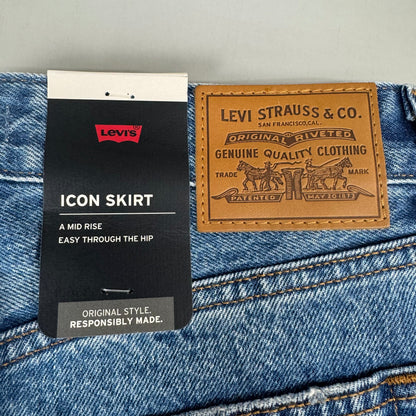 Levi's
ICON SKIRT
A MID RISE
EASY THROUGH THE HIP
ORIGINAL STYLE.
RESPONSIBLY MADE.
LEVI STRAUSS & CO.
SAN FRANCISCO, CAL.
ORIGINAL RIVETED
GENUINE QUALITY CLOTHING
TRADE MARK
PATENTED MAY 20 1873